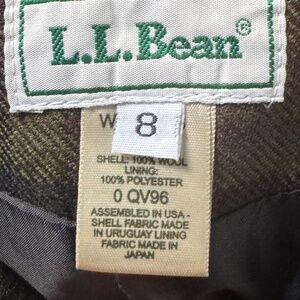 L.L.Bean®
8
SHELL: 100% WOOL
LINING:
100% POLYESTER
0 QV96
ASSEMBLED IN USA -
SHELL FABRIC MADE
IN URUGUAY LINING
FABRIC MADE IN
JAPAN